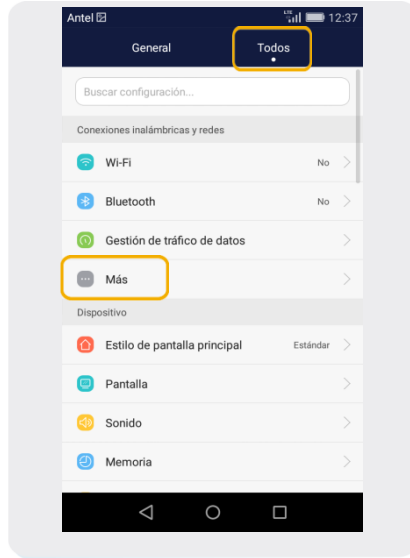 Antel LTE 12:37
General Todos
Buscar configuración...
Conexiones inalámbricas y redes
Wi-Fi No
Bluetooth No
Gestión de tráfico de datos
Más
Dispositivo
Estilo de pantalla principal Estándar
Pantalla
Sonido
Memoria